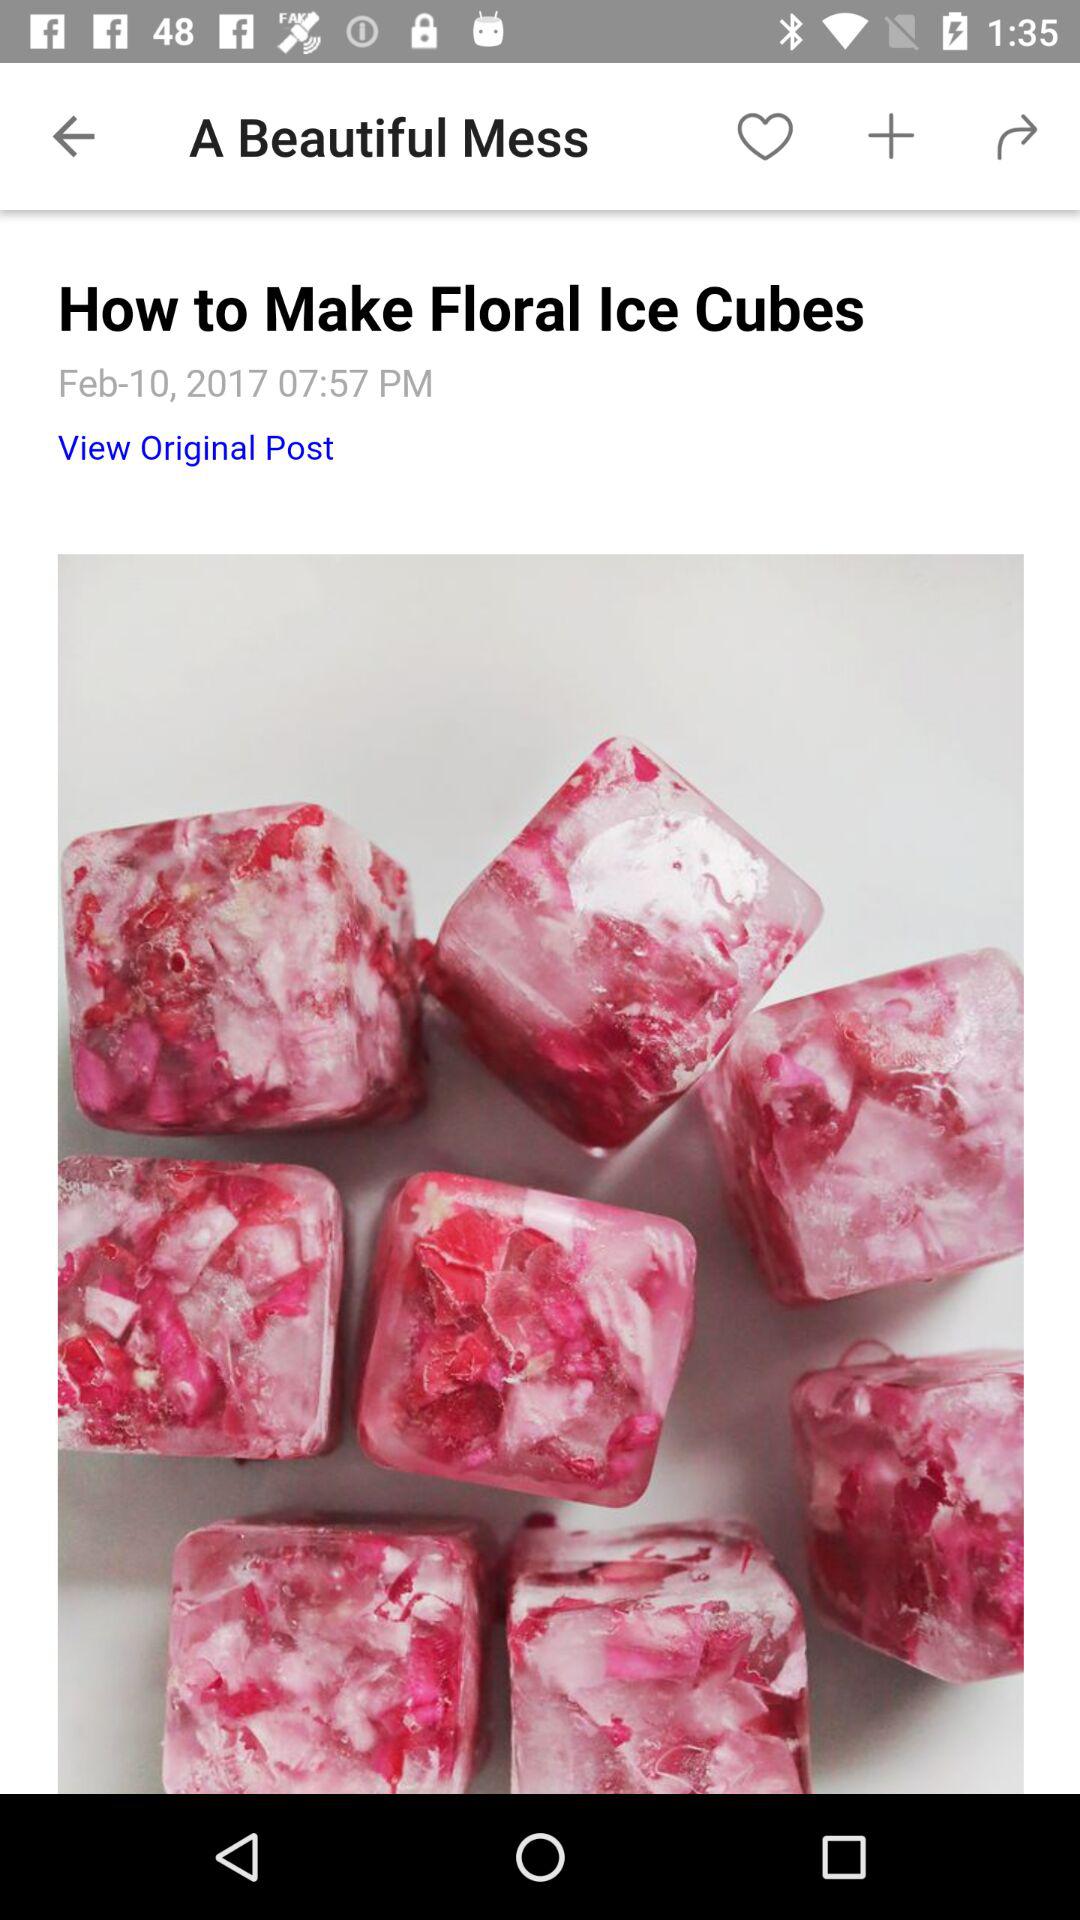 48
FAKE
1:35
A Beautiful Mess
How to Make Floral Ice Cubes
Feb-10, 2017 07:57 PM
View Original Post